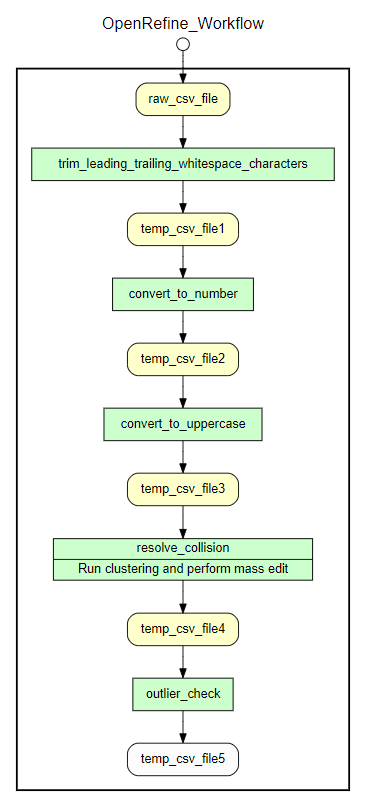 OpenRefine_Workflow
raw_csv_file
trim_leading_trailing_whitespace_characters
temp_csv_file1
convert_to_number
temp_csv_file2
convert_to_uppercase
temp_csv_file3
resolve_collision
Run clustering and perform mass edit
temp_csv_file4
outlier_check
temp_csv_file5